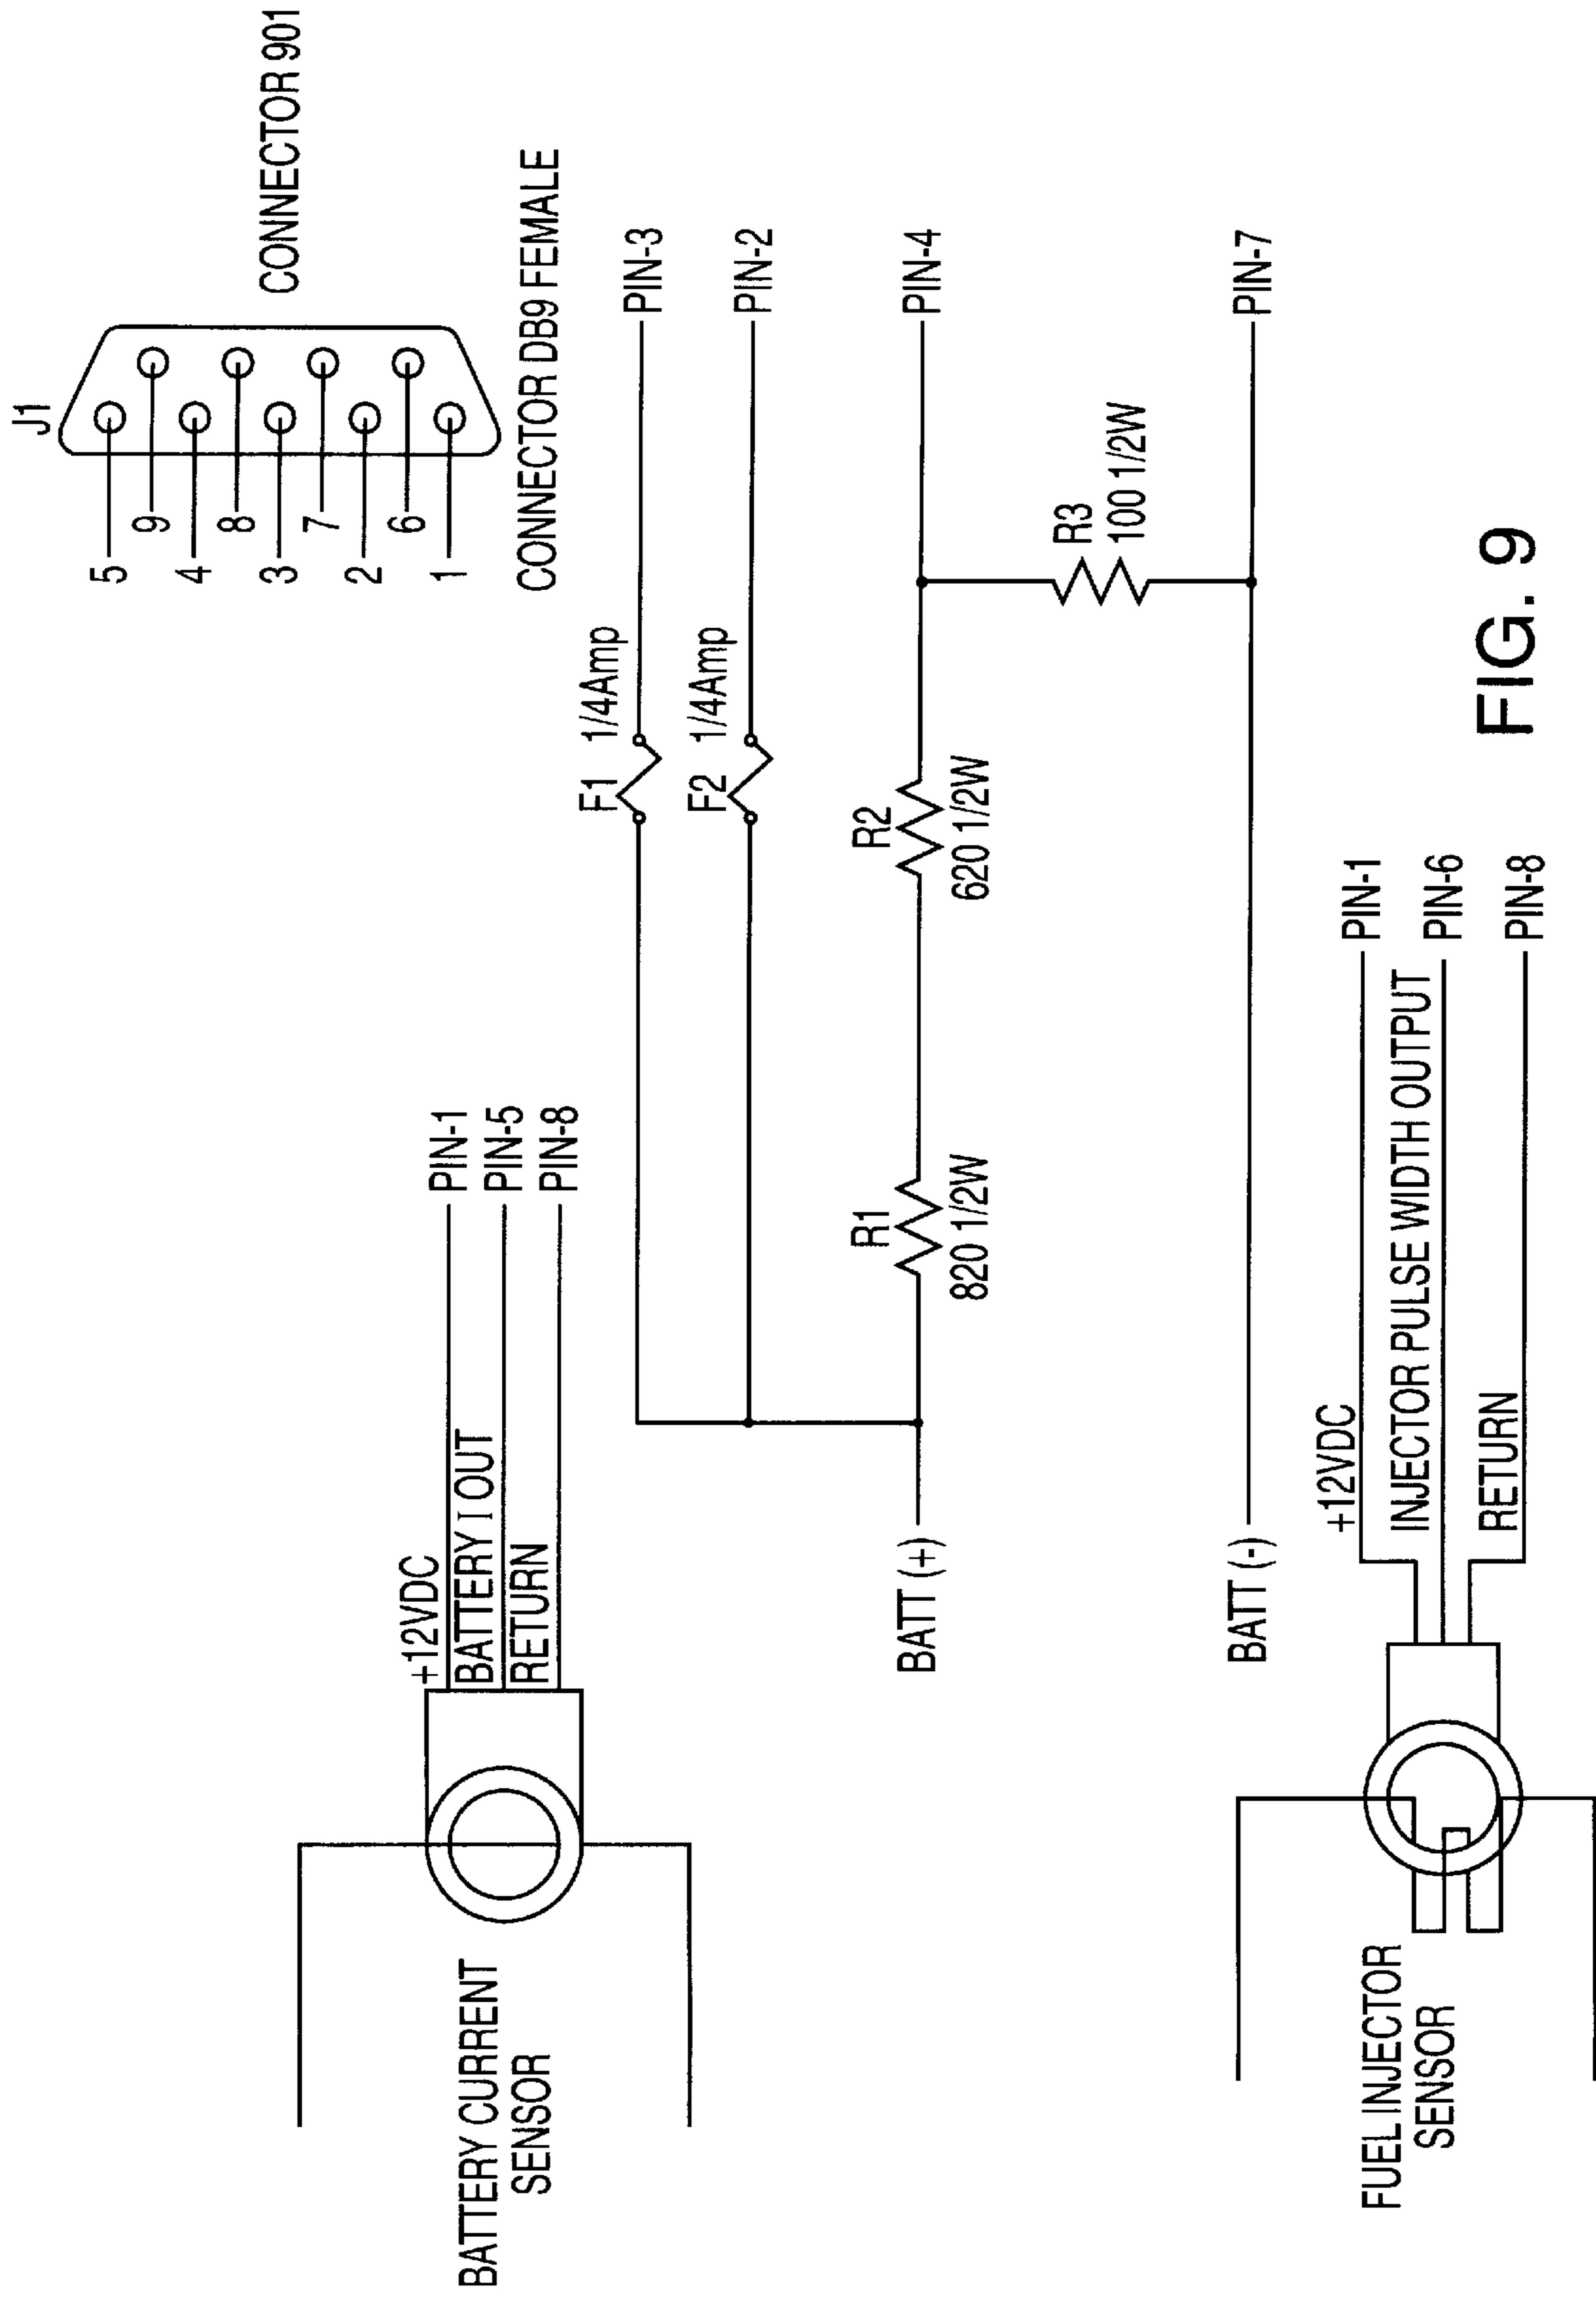 J1
5
9
4
8
3
7
2
6
1
CONNECTOR 901
CONNECTOR DB9 FEMALE
BATTERY CURRENT
SENSOR
+12VDC
BATTERY I OUT
RETURN
PIN-1
PIN-5
PIN-8
F1 1/4Amp
PIN-3
F2 1/4Amp
PIN-2
BATT (+)
R1
820 1/2W
R2
620 1/2W
PIN-4
R3
100 1/2W
BATT (-)
PIN-7
FUEL INJECTOR
SENSOR
+12VDC
PIN-1
INJECTOR PULSE WIDTH OUTPUT
PIN-6
RETURN
PIN-8
FIG. 9